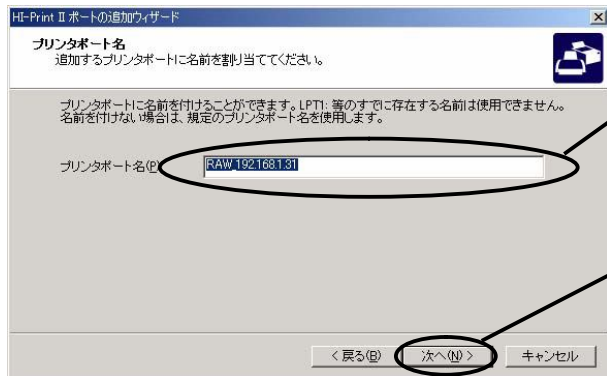 HI-Print II ポートの追加ウィザード
プリンタポート名
追加するプリンタポートに名前を割り当ててください。
プリンタポートに名前を付けることができます。LPT1: 等のすでに存在する名前は使用できません。
名前を付けない場合は、規定のプリンタポート名を使用します。
プリンタポート名(P)
RAW_192.168.1.31
< 戻る(B)
次へ(N) >
キャンセル